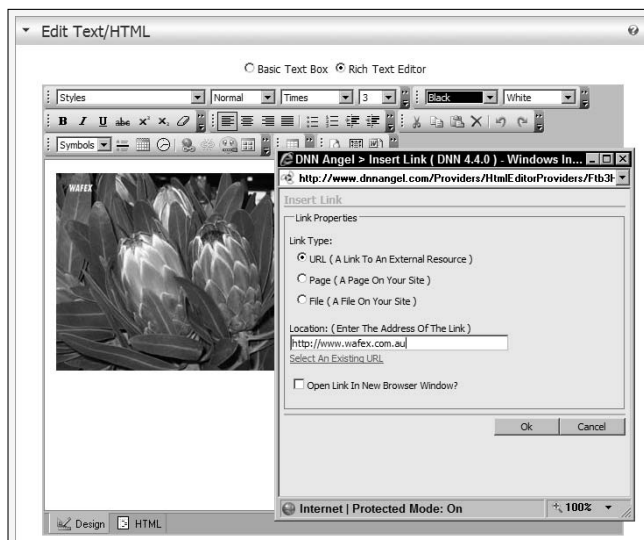 Edit Text/HTML
Basic Text Box Rich Text Editor
Styles Normal Times 3 Black White
B I U abc x² x₂
Symbols
WAFEX
DNN Angel > Insert Link ( DNN 4.4.0 ) - Windows In...
http://www.dnnangel.com/Providers/HtmlEditorProviders/Ftb3H
Insert Link
Link Properties
Link Type:
URL ( A Link To An External Resource )
Page ( A Page On Your Site )
File ( A File On Your Site )
Location: ( Enter The Address Of The Link )
http://www.wafex.com.au
Select An Existing URL
Open Link In New Browser Window?
Ok Cancel
Internet | Protected Mode: On 100%
Design HTML